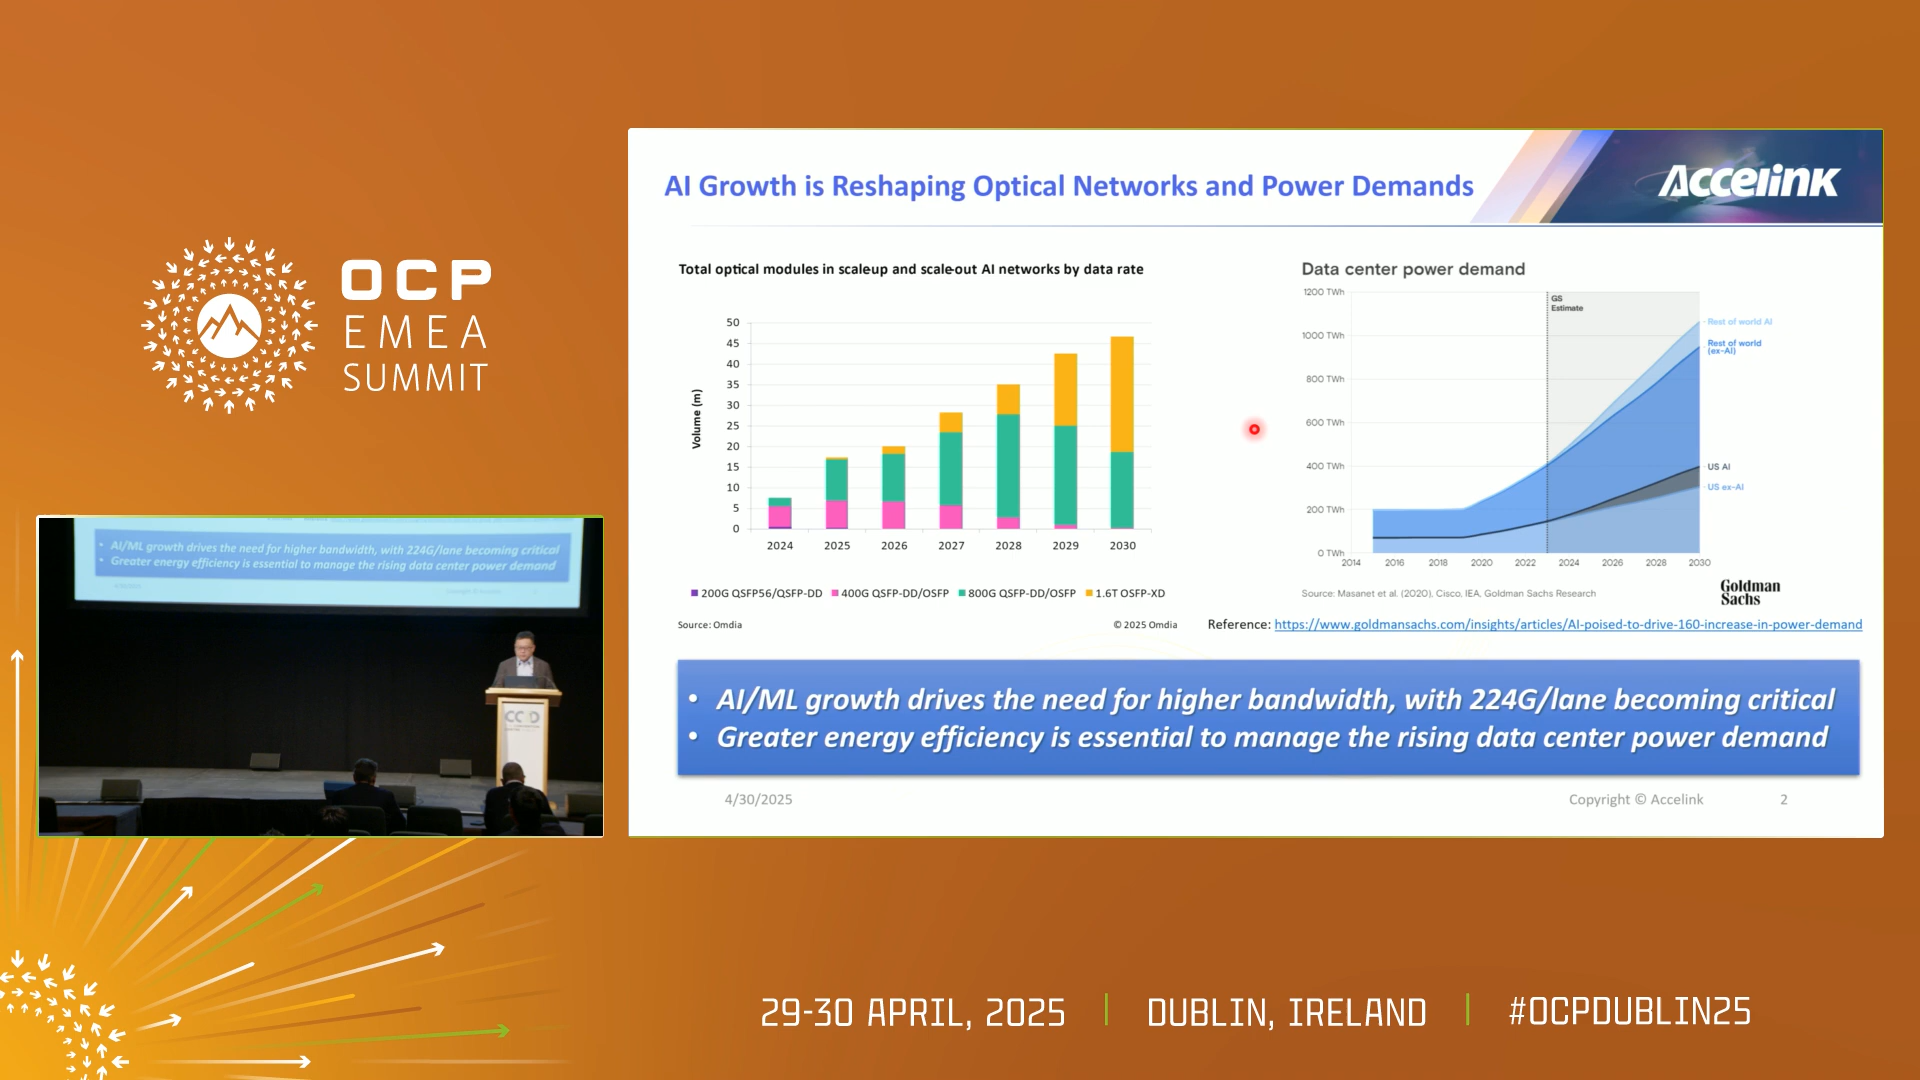 OCP
EMEA
SUMMIT
AI/ML growth drives the need for higher bandwidth, with 224G/lane becoming critical
Greater energy efficiency is essential to manage the rising data center power demand
AI Growth is Reshaping Optical Networks and Power Demands
Accelink
Total optical modules in scaleup and scale-out AI networks by data rate
Volume (m)
50
45
40
35
30
25
20
15
10
5
0
2024 2025 2026 2027 2028 2029 2030
200G QSFP56/QSFP-DD 400G QSFP-DD/OSFP 800G QSFP-DD/OSFP 1.6T OSFP-XD
Source: Omdia
© 2025 Omdia
Data center power demand
1200 TWh
1000 TWh
800 TWh
600 TWh
400 TWh
200 TWh
0 TWh
GS
Estimate
Rest of world AI
Rest of world
(ex-AI)
US AI
US ex-AI
2014 2016 2018 2020 2022 2024 2026 2028 2030
Source: Masanet et al. (2020), Cisco, IEA, Goldman Sachs Research
Goldman
Sachs
Reference: https://www.goldmansachs.com/insights/articles/AI-poised-to-drive-160-increase-in-power-demand
• AI/ML growth drives the need for higher bandwidth, with 224G/lane becoming critical
• Greater energy efficiency is essential to manage the rising data center power demand
4/30/2025
Copyright © Accelink
2
29-30 APRIL, 2025 | DUBLIN, IRELAND | #OCPDUBLIN25